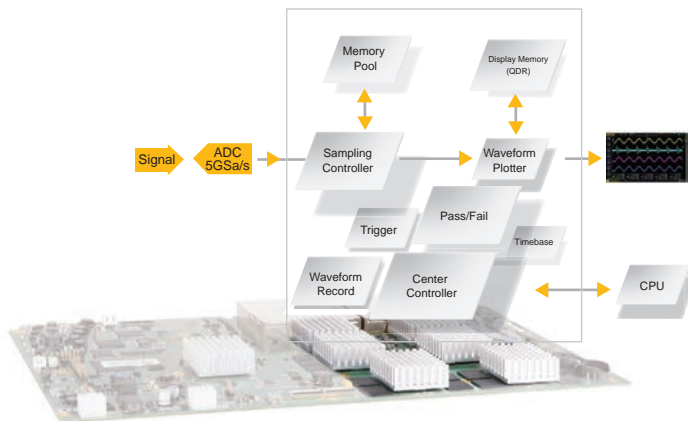 Memory
Pool
Display Memory
(QDR)
Signal
ADC
5GSa/s
Sampling
Controller
Waveform
Plotter
Pass/Fail
Trigger
Timebase
Waveform
Record
Center
Controller
CPU